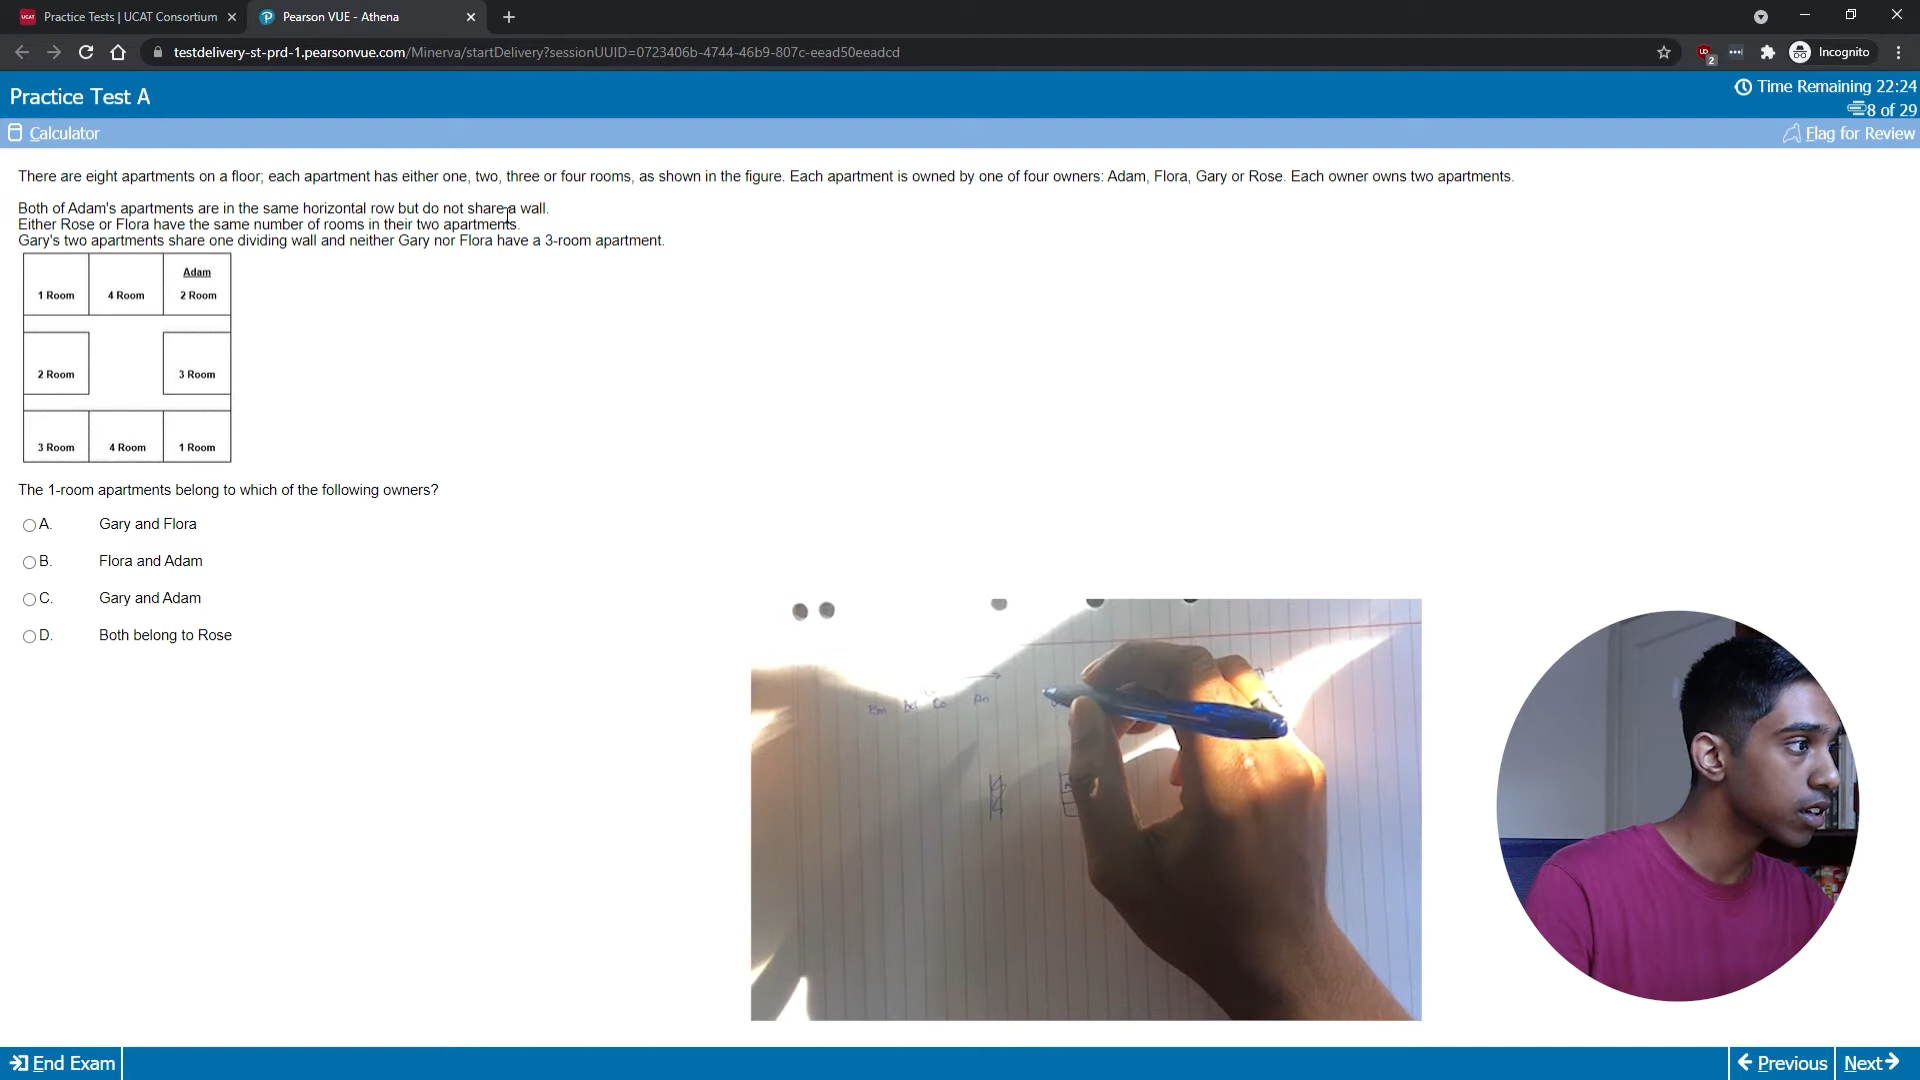 Practice Tests | UCAT Consortium
Pearson VUE - Athena
testdelivery-st-prd-1.pearsonvue.com/Minerva/startDelivery?sessionUUID=0723406b-4744-46b9-807c-eead50eeadcd
2
Incognito
Practice Test A
Time Remaining 22:24
8 of 29
Calculator
Flag for Review
There are eight apartments on a floor; each apartment has either one, two, three or four rooms, as shown in the figure. Each apartment is owned by one of four owners: Adam, Flora, Gary or Rose. Each owner owns two apartments.
Both of Adam's apartments are in the same horizontal row but do not share a wall.
Either Rose or Flora have the same number of rooms in their two apartments.
Gary's two apartments share one dividing wall and neither Gary nor Flora have a 3-room apartment.
Adam
1 Room 4 Room 2 Room
2 Room 3 Room
3 Room 4 Room 1 Room
The 1-room apartments belong to which of the following owners?
A. Gary and Flora
B. Flora and Adam
C. Gary and Adam
D. Both belong to Rose
End Exam
Previous
Next